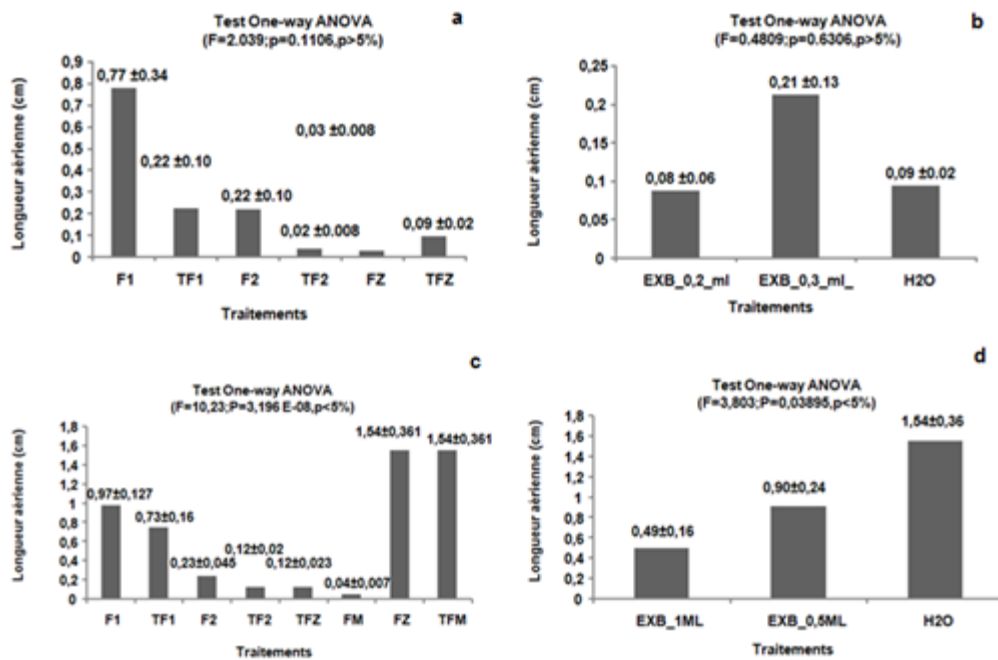 a
Test One-way ANOVA
(F=2.039;p=0.1106,p>5%)
Longueur aèrienne (cm)
0,9
0,8
0,7
0,6
0,5
0,4
0,3
0,2
0,1
0
0,77 ±0.34
0,22 ±0.10
0,22 ±0.10
0,03 ±0.008
0,02 ±0.008
0,09 ±0.02
F1 TF1 F2 TF2 FZ TFZ
Traitements
b
Test One-way ANOVA
(F=0.4809;p=0.6306,p>5%)
Longueur aérienne (cm)
0,25
0,2
0,15
0,1
0,05
0
0,08 ±0.06
0,21 ±0.13
0,09 ±0.02
EXB_0,2_ml EXB_0,3_ml_ H2O
Traitements
c
Test One-way ANOVA
(F=10,23;P=3,196 E-08,p<5%)
Longueur aèrienne (cm)
1,8
1,6
1,4
1,2
1
0,8
0,6
0,4
0,2
0
0,97±0,127
0,73±0,16
0,23±0,045
0,12±0,02
0,12±0,023
0,04±0,007
1,54±0,361
1,54±0,361
F1 TF1 F2 TF2 TFZ FM FZ TFM
Traitements
d
Test One-way ANOVA
(F=3,803;P=0,03895,p<5%)
Longueur aérienne (cm)
1,8
1,6
1,4
1,2
1
0,8
0,6
0,4
0,2
0
0,49±0,16
0,90±0,24
1,54±0,36
EXB_1ML EXB_0,5ML H2O
Traitements